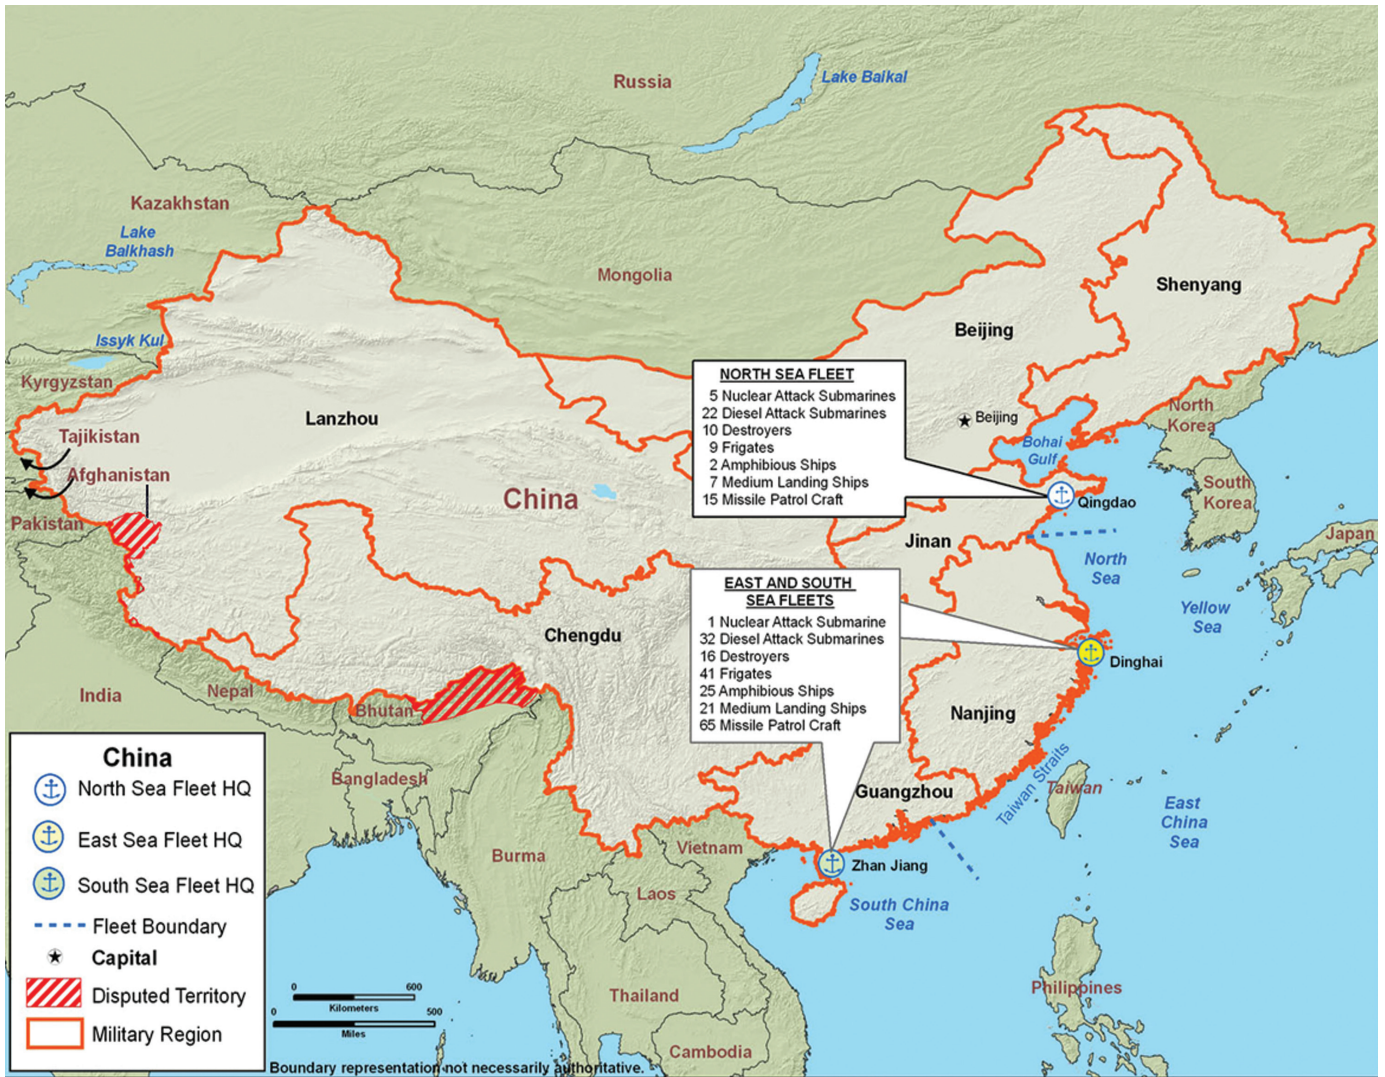 Russia
Lake Baikal
Kazakhstan
Lake
Balkhash
Mongolia
Shenyang
Beijing
Issyk Kul
Kyrgyzstan
NORTH SEA FLEET
5 Nuclear Attack Submarines
22 Diesel Attack Submarines
10 Destroyers
9 Frigates
2 Amphibious Ships
7 Medium Landing Ships
15 Missile Patrol Craft
Beijing
North
Korea
Lanzhou
Tajikistan
Bohai
Gulf
Afghanistan
China
South
Korea
Qingdao
Pakistan
Jinan
Japan
North
Sea
EAST AND SOUTH
SEA FLEETS
1 Nuclear Attack Submarine
32 Diesel Attack Submarines
16 Destroyers
41 Frigates
25 Amphibious Ships
21 Medium Landing Ships
65 Missile Patrol Craft
Yellow
Sea
Chengdu
Dinghai
India
Nepal
Bhutan
Nanjing
Bangladesh
Guangzhou
Taiwan Straits
Taiwan
East
China
Sea
Burma
Vietnam
Zhan Jiang
Laos
South China
Sea
Thailand
Philippines
Cambodia
China
North Sea Fleet HQ
East Sea Fleet HQ
South Sea Fleet HQ
Fleet Boundary
Capital
Disputed Territory
Military Region
0 600
Kilometers
0 500
Miles
Boundary representation not necessarily authoritative.